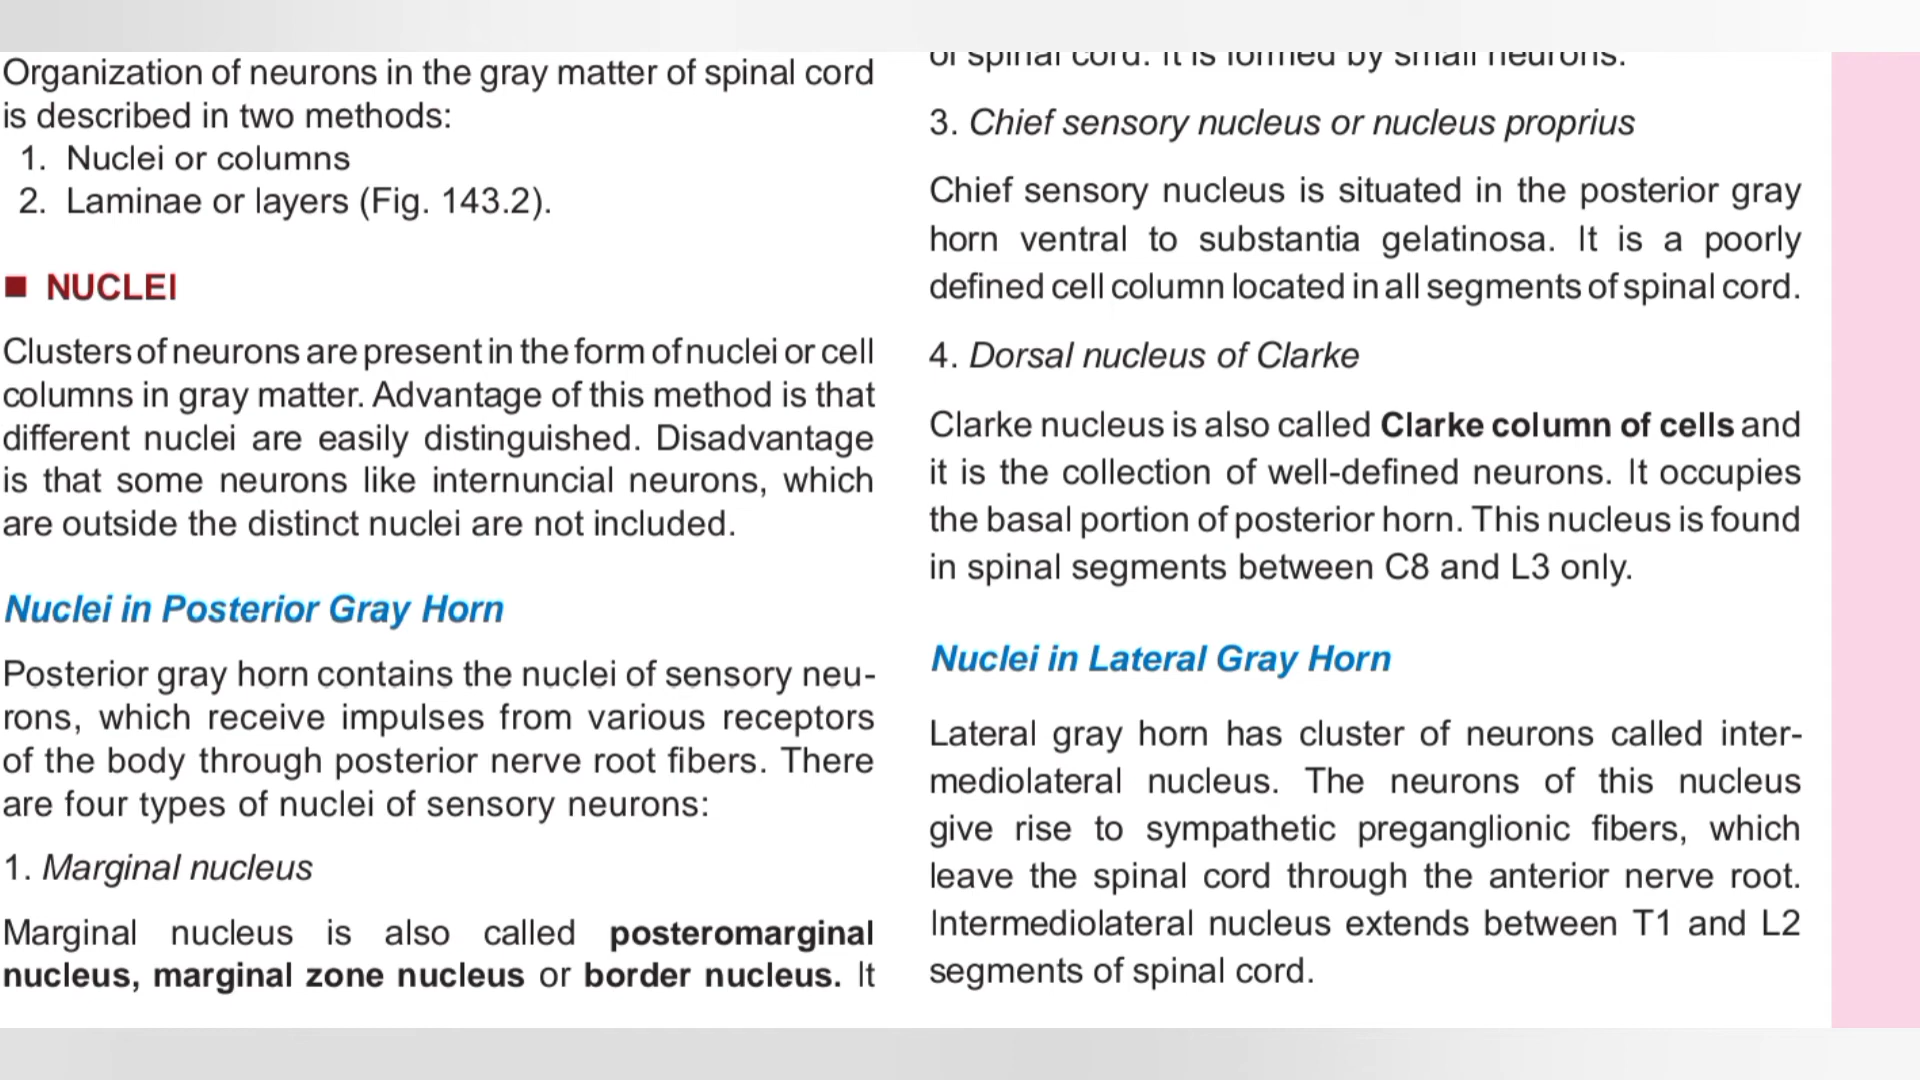 Organization of neurons in the gray matter of spinal cord
is described in two methods:
1. Nuclei or columns
2. Laminae or layers (Fig. 143.2).
■ NUCLEI
Clusters of neurons are present in the form of nuclei or cell
columns in gray matter. Advantage of this method is that
different nuclei are easily distinguished. Disadvantage
is that some neurons like internuncial neurons, which
are outside the distinct nuclei are not included.
Nuclei in Posterior Gray Horn
Posterior gray horn contains the nuclei of sensory neu-
rons, which receive impulses from various receptors
of the body through posterior nerve root fibers. There
are four types of nuclei of sensory neurons:
1. Marginal nucleus
Marginal nucleus is also called posteromarginal
nucleus, marginal zone nucleus or border nucleus. It
of spinal cord. It is formed by small neurons.
3. Chief sensory nucleus or nucleus proprius
Chief sensory nucleus is situated in the posterior gray
horn ventral to substantia gelatinosa. It is a poorly
defined cell column located in all segments of spinal cord.
4. Dorsal nucleus of Clarke
Clarke nucleus is also called Clarke column of cells and
it is the collection of well-defined neurons. It occupies
the basal portion of posterior horn. This nucleus is found
in spinal segments between C8 and L3 only.
Nuclei in Lateral Gray Horn
Lateral gray horn has cluster of neurons called inter-
mediolateral nucleus. The neurons of this nucleus
give rise to sympathetic preganglionic fibers, which
leave the spinal cord through the anterior nerve root.
Intermediolateral nucleus extends between T1 and L2
segments of spinal cord.